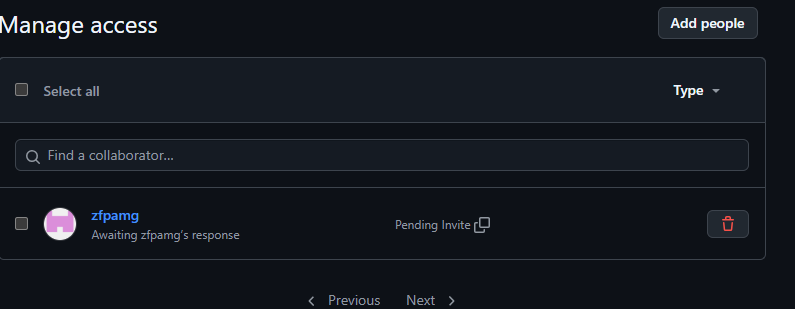 Manage access
Add people
Select all
Type
Find a collaborator...
zfpamg
Awaiting zfpamg's response
Pending Invite
Previous
Next